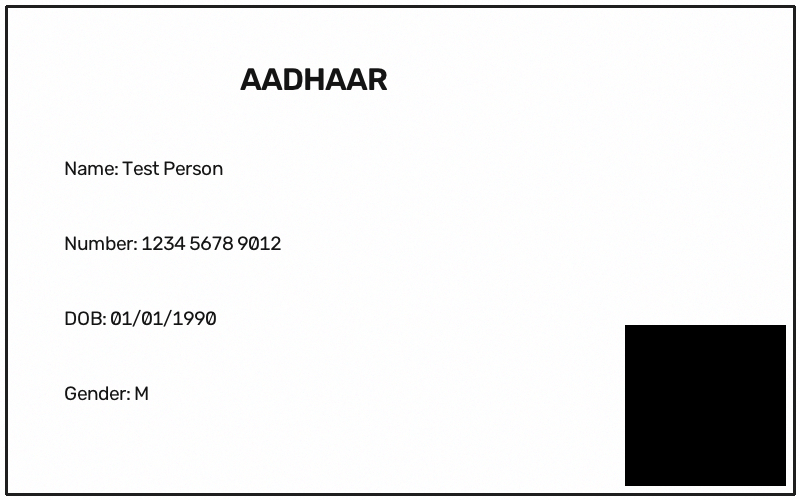 AADHAAR
Name: Test Person
Number: 1234 5678 9012
DOB: 01/01/1990
Gender: M